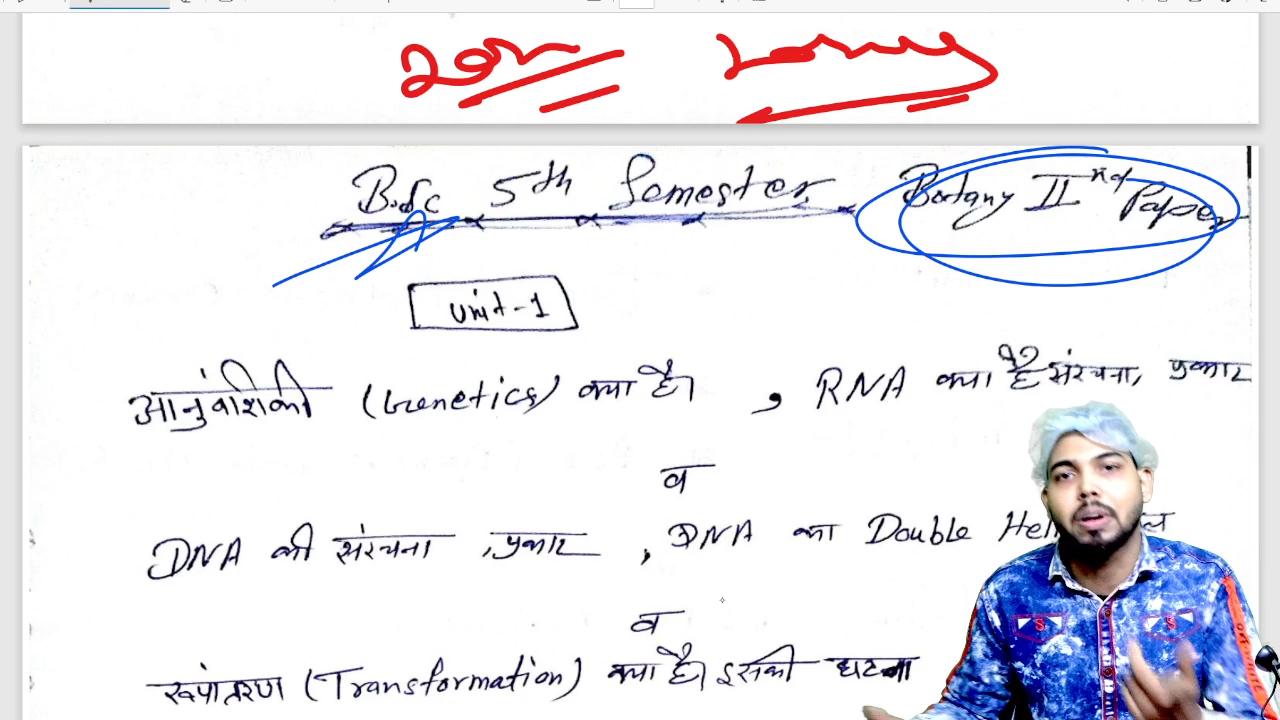 B.Sc 5th Semester Botany IInd Paper
Unit-1
आनुवंशिकी (Genetics) क्या है। , RNA क्या है संरचना, प्रकार
व
DNA की संरचना ,प्रकार , DNA का Double
व
रूपांतरण (Transformation) क्या है। इसकी घटना